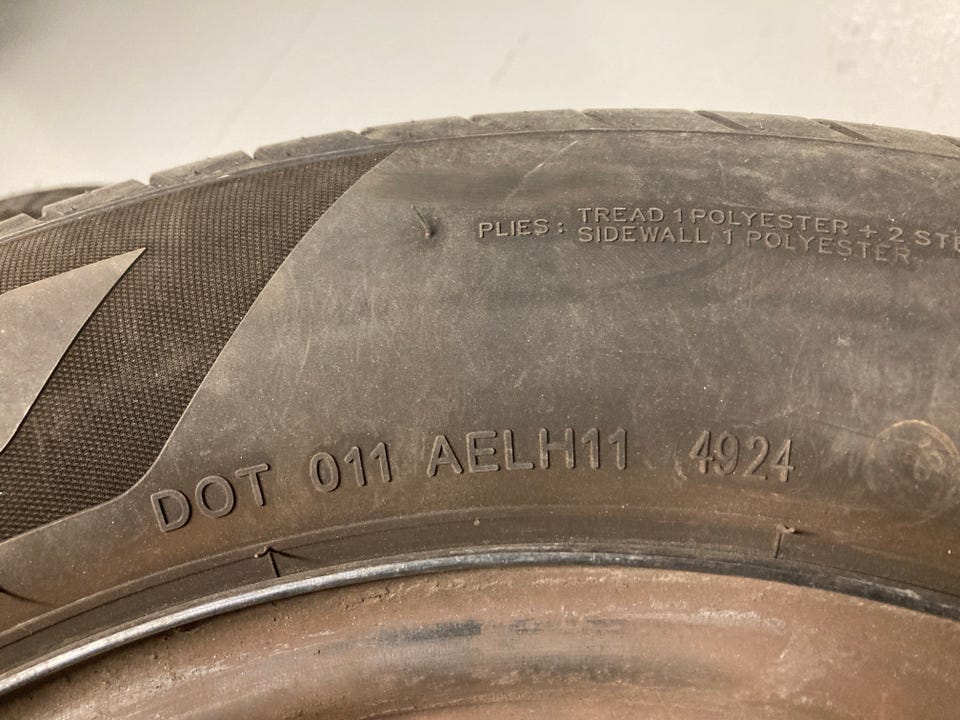 PLIES: TREAD 1 POLYESTER + 2
SIDEWALL 1 POLYESTER
DOT 011 AELH11 4924